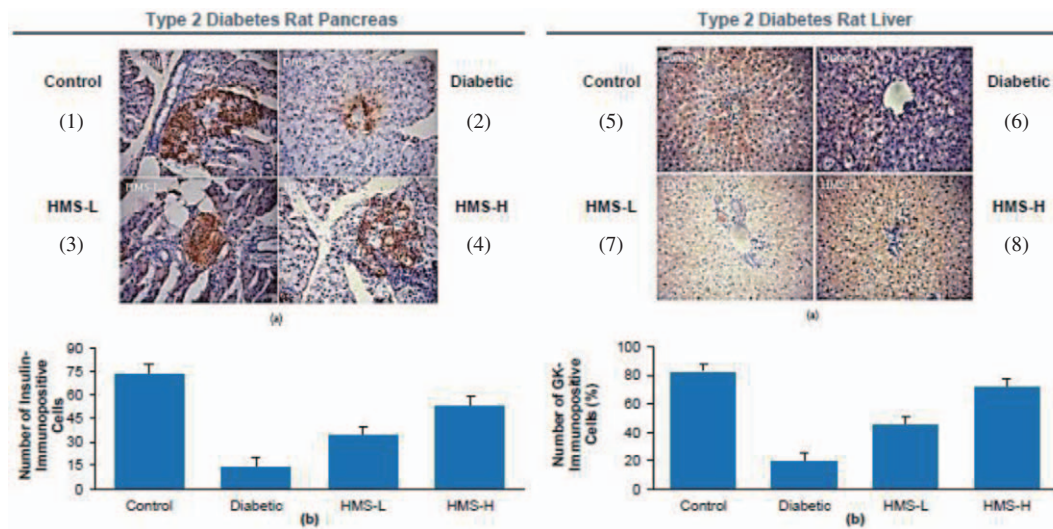 Type 2 Diabetes Rat Pancreas
Control
Diabetic
(1)
(2)
HMS-L
HMS-H
(3)
(4)
Control
HMS-L
(a)
Number of Insulin-
Immunopositive
Cells
90
75
60
45
30
15
0
Control
Diabetic
HMS-L
HMS-H
(b)
Type 2 Diabetes Rat Liver
Control
Diabetic
(5)
(6)
HMS-L
HMS-H
(7)
(8)
(a)
Number of GK-
Immunopositive
Cells (%)
100
80
60
40
20
0
Control
Diabetic
HMS-L
HMS-H
(b)